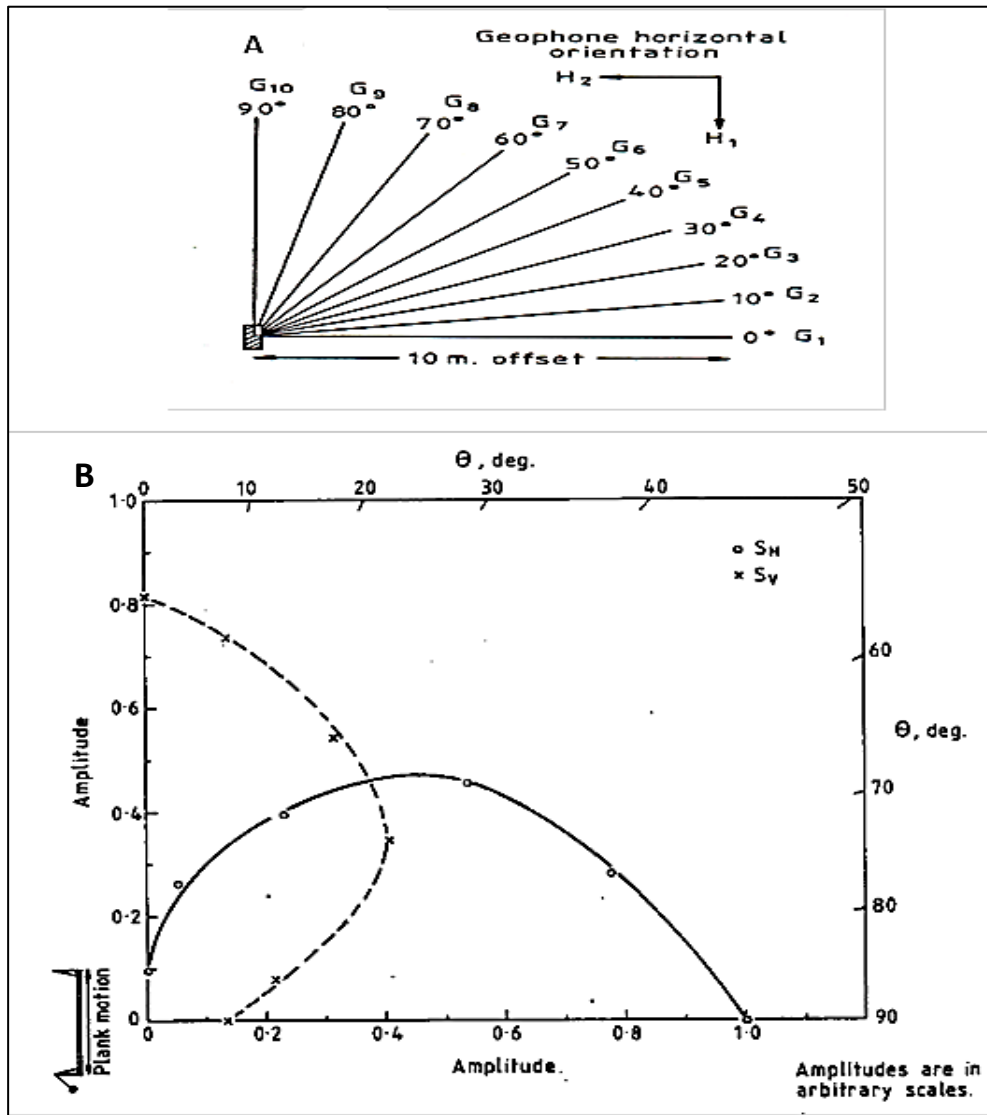 A
Geophone horizontal
orientation
H2
H1
G10
90°
G9
80°
G8
70°
60° G7
50° G6
40° G5
30° G4
20° G3
10° G2
0° G1
10 m. offset
B
Θ, deg.
0 10 20 30 40 50
1·0
0·8
0·6
0·4
0·2
0
Amplitude
SH
SV
60
70
80
90
Θ, deg.
Plank motion
0 0·2 0·4 0·6 0·8 1·0
Amplitude.
Amplitudes are in
arbitrary scales.